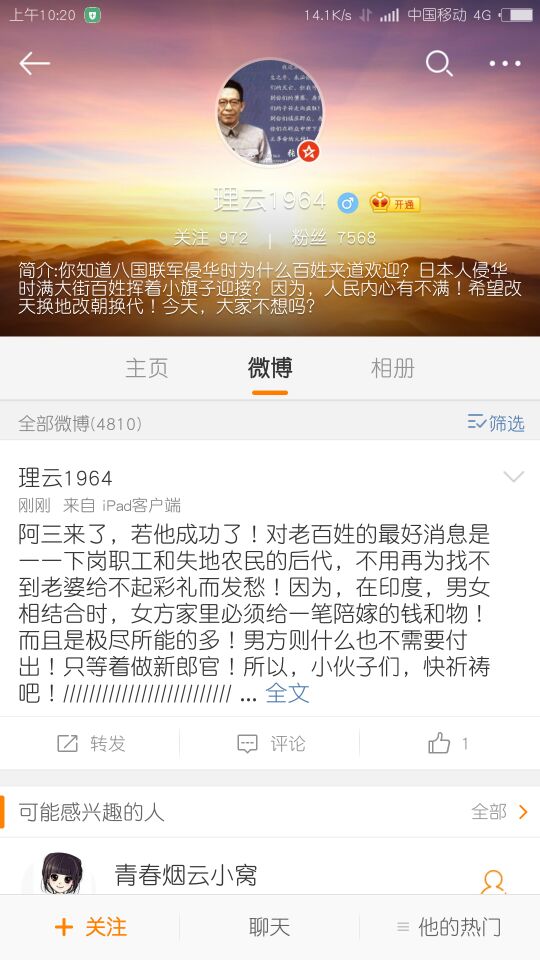 上午10:20
14.1K/s
中国移动 4G
理云1964
开通
关注 972 | 粉丝 7568
简介:你知道八国联军侵华时为什么百姓夹道欢迎？日本人侵华
时满大街百姓挥着小旗子迎接？因为，人民内心有不满！希望改
天换地改朝换代！今天，大家不想吗？
主页
微博
相册
全部微博(4810)
筛选
理云1964
刚刚 来自 iPad客户端
阿三来了，若他成功了！对老百姓的最好消息是
一一下岗职工和失地农民的后代，不用再为找不
到老婆给不起彩礼而发愁！因为，在印度，男女
相结合时，女方家里必须给一笔陪嫁的钱和物！
而且是极尽所能的多！男方则什么也不需要付
出！只等着做新郎官！所以，小伙子们，快祈祷
吧！////////////////////////// ... 全文
转发
评论
1
可能感兴趣的人
全部
青春烟云小窝
+ 关注
聊天
他的热门